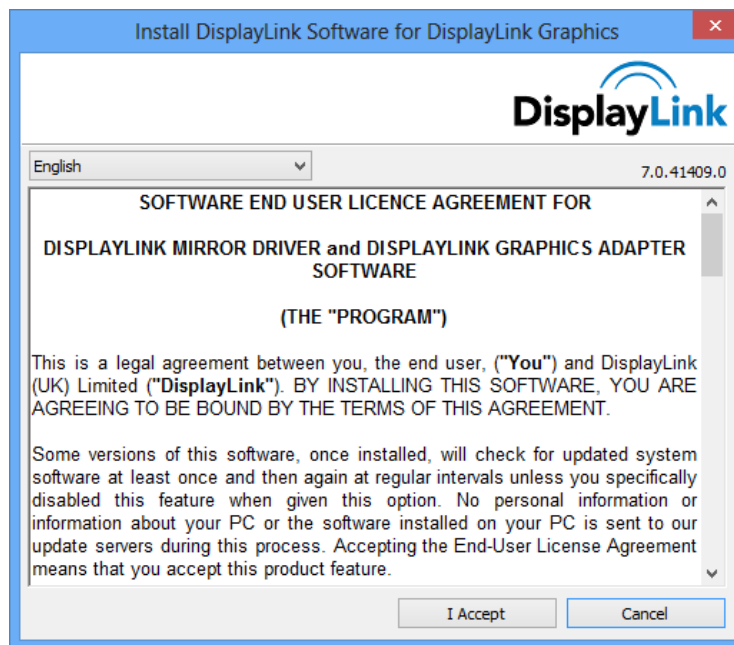 Install DisplayLink Software for DisplayLink Graphics
DisplayLink
English
7.0.41409.0
SOFTWARE END USER LICENCE AGREEMENT FOR
DISPLAYLINK MIRROR DRIVER and DISPLAYLINK GRAPHICS ADAPTER
SOFTWARE
(THE "PROGRAM")
This is a legal agreement between you, the end user, ("You") and DisplayLink
(UK) Limited ("DisplayLink"). BY INSTALLING THIS SOFTWARE, YOU ARE
AGREEING TO BE BOUND BY THE TERMS OF THIS AGREEMENT.
Some versions of this software, once installed, will check for updated system
software at least once and then again at regular intervals unless you specifically
disabled this feature when given this option. No personal information or
information about your PC or the software installed on your PC is sent to our
update servers during this process. Accepting the End-User License Agreement
means that you accept this product feature.
I Accept
Cancel